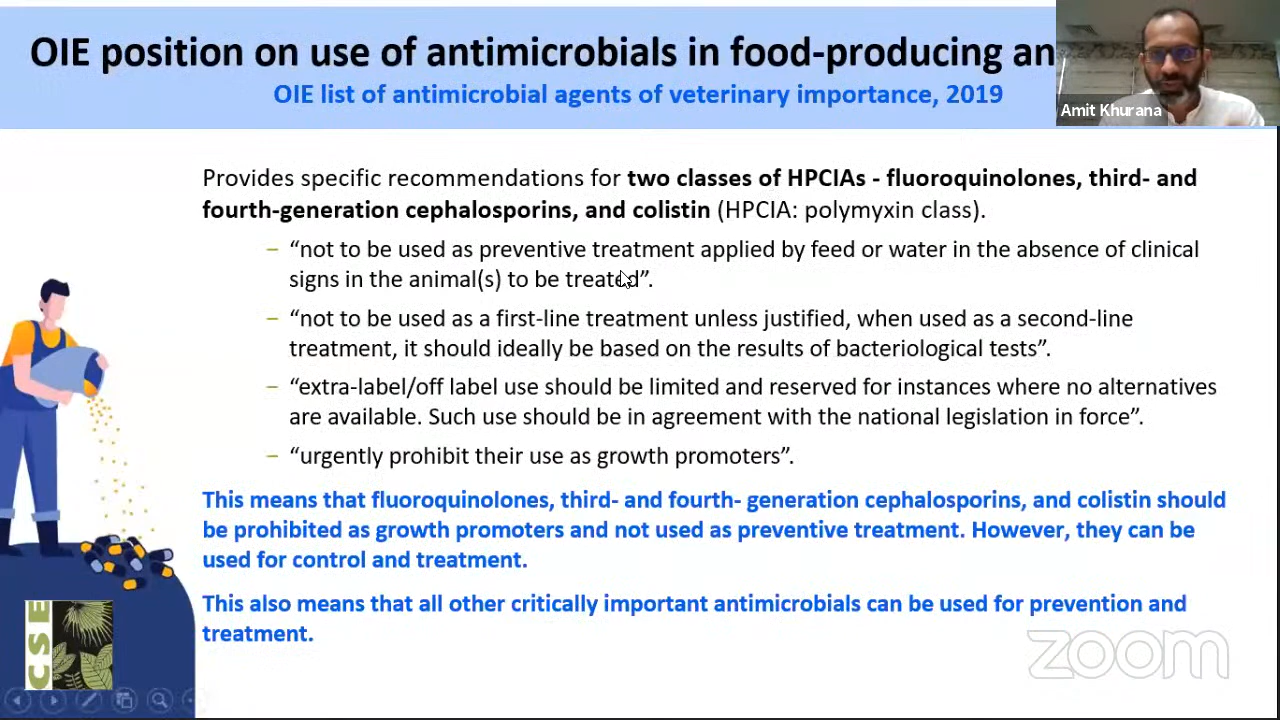 OIE position on use of antimicrobials in food-producing an
OIE list of antimicrobial agents of veterinary importance, 2019
Amit Khurana
Provides specific recommendations for two classes of HPCIAs - fluoroquinolones, third- and
fourth-generation cephalosporins, and colistin (HPCIA: polymyxin class).
– “not to be used as preventive treatment applied by feed or water in the absence of clinical
signs in the animal(s) to be treated”.
– “not to be used as a first-line treatment unless justified, when used as a second-line
treatment, it should ideally be based on the results of bacteriological tests”.
– “extra-label/off label use should be limited and reserved for instances where no alternatives
are available. Such use should be in agreement with the national legislation in force”.
– “urgently prohibit their use as growth promoters”.
This means that fluoroquinolones, third- and fourth- generation cephalosporins, and colistin should
be prohibited as growth promoters and not used as preventive treatment. However, they can be
used for control and treatment.
This also means that all other critically important antimicrobials can be used for prevention and
treatment.
CSE
zoom